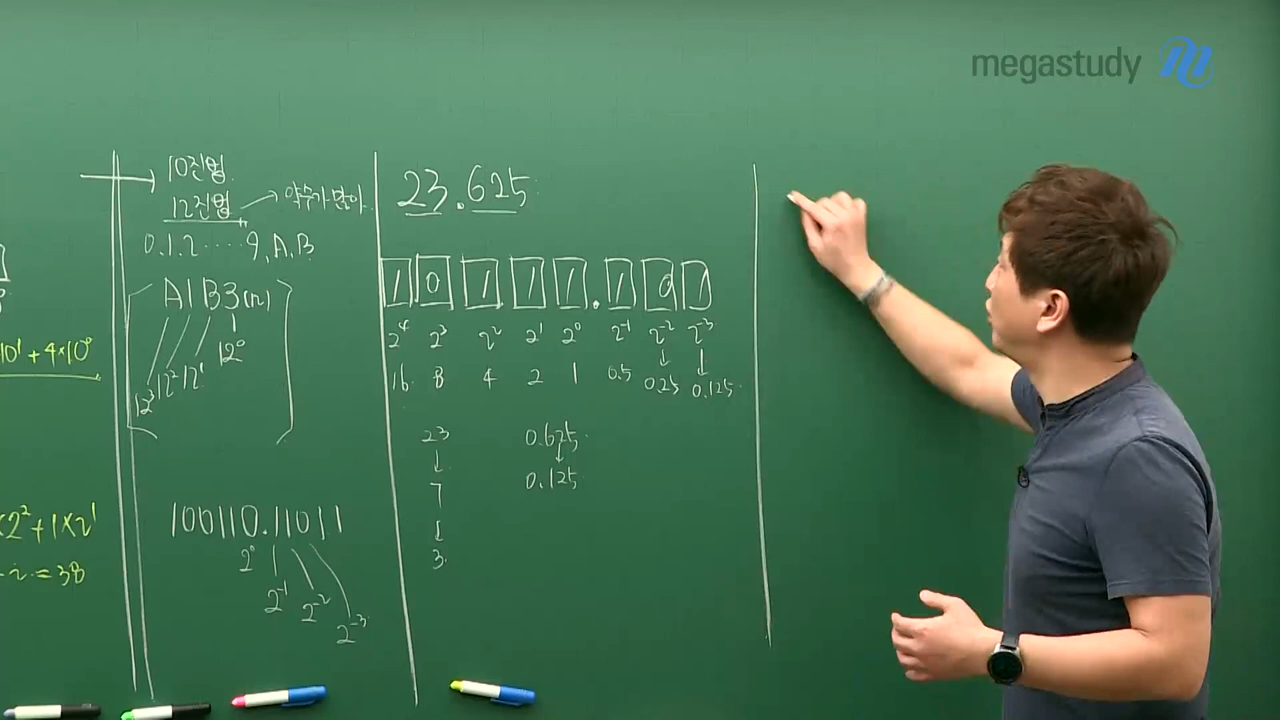 megastudy
10¹ + 4×10⁰
×2² + 1×2¹
= 38
10진법
12진법 → 약수가 많아.
0.1.2.....9,A,B
A1B3(12)
12³ 12² 12¹ 12⁰
100110.11011
2⁰
2⁻¹ 2⁻² 2⁻³
23.625
1 0 1 1 1 . 1 0 1
2⁴ 2³ 2² 2¹ 2⁰ 2⁻¹ 2⁻² 2⁻³
↓ ↓
16 8 4 2 1 0.5 0.25 0.125
23 0.625
↓ ↓
7 0.125
↓
3